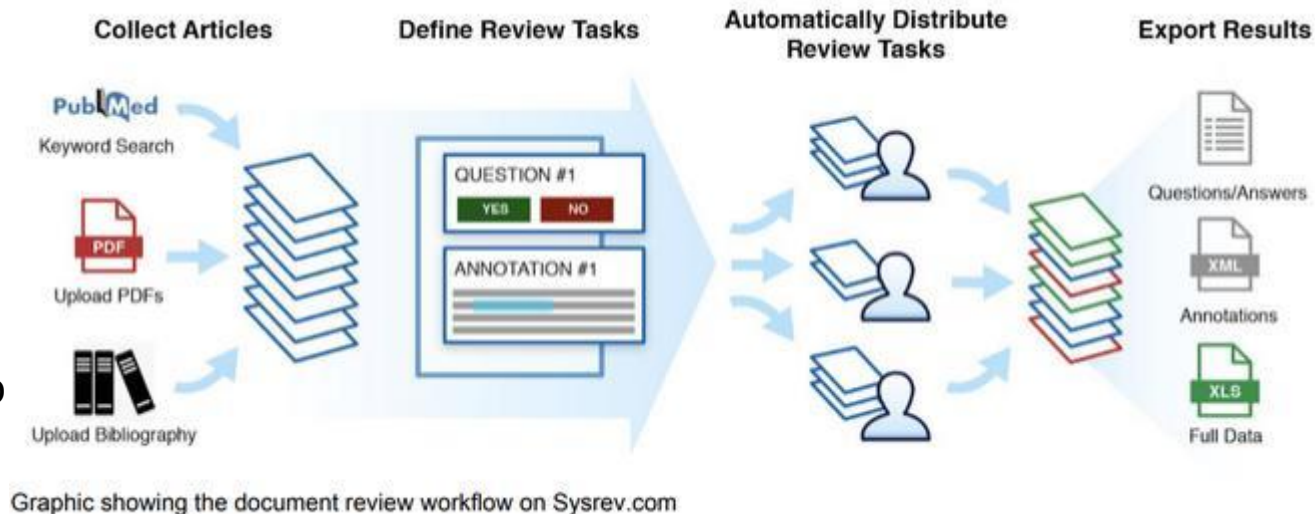 Collect Articles
Define Review Tasks
Automatically Distribute
Review Tasks
Export Results
PubMed
Keyword Search
PDF
Upload PDFs
Upload Bibliography
QUESTION #1
YES
NO
ANNOTATION #1
Questions/Answers
XML
Annotations
XLS
Full Data
Graphic showing the document review workflow on Sysrev.com